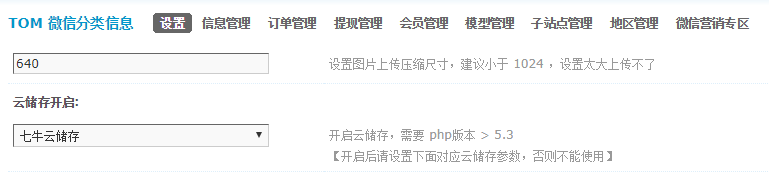 TOM 微信分类信息 设置 信息管理 订单管理 提现管理 会员管理 模型管理 子站点管理 地区管理 微信营销专区
640 设置图片上传压缩尺寸，建议小于 1024 ，设置太大上传不了
云储存开启:
七牛云储存 开启云储存，需要 php版本 > 5.3
【开启后请设置下面对应云储存参数，否则不能使用】